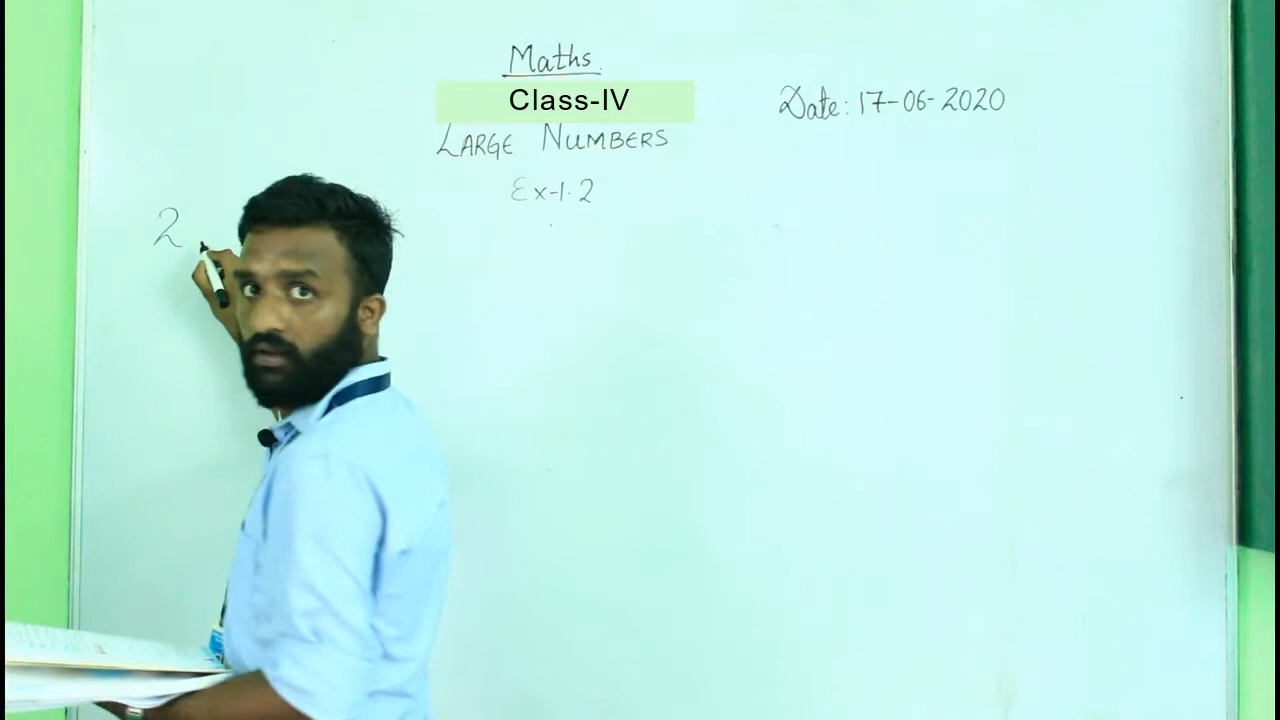 Maths.
Class-IV
Date: 17-06-2020
LARGE NUMBERS
Ex-1.2
2